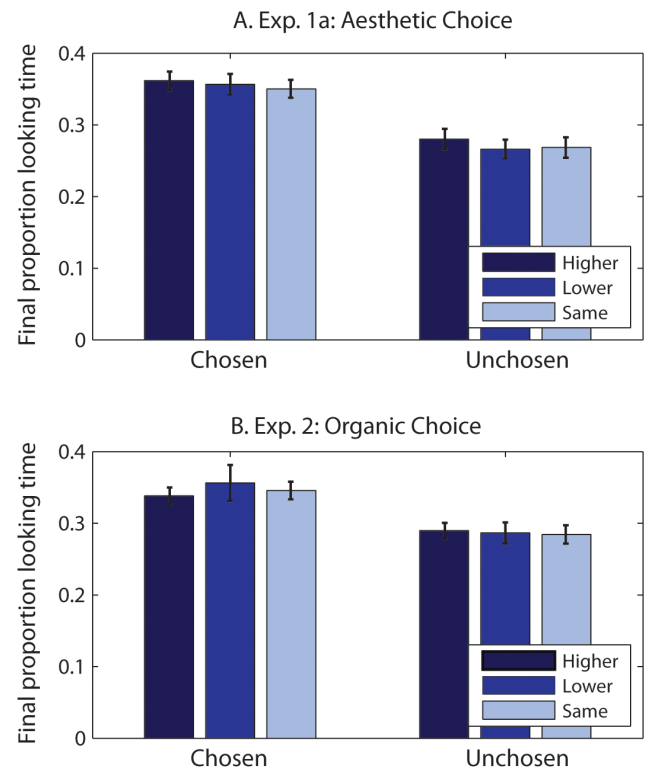 A. Exp. 1a: Aesthetic Choice
Final proportion looking time
0.4
0.3
0.2
0.1
0
Higher
Lower
Same
Chosen
Unchosen
B. Exp. 2: Organic Choice
Final proportion looking time
0.4
0.3
0.2
0.1
0
Higher
Lower
Same
Chosen
Unchosen